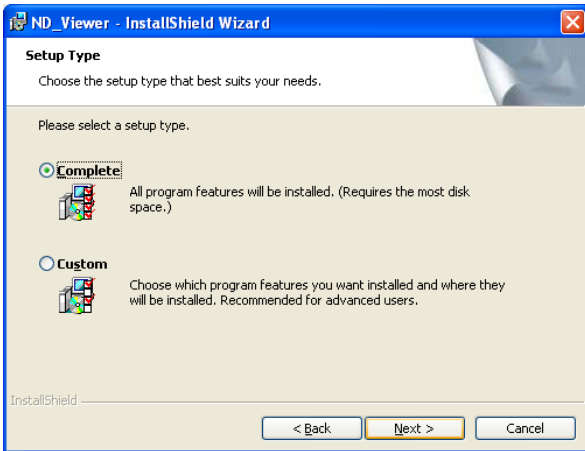 ND_Viewer - InstallShield Wizard
Setup Type
Choose the setup type that best suits your needs.
Please select a setup type.
Complete
All program features will be installed. (Requires the most disk
space.)
Custom
Choose which program features you want installed and where they
will be installed. Recommended for advanced users.
InstallShield
< Back Next > Cancel